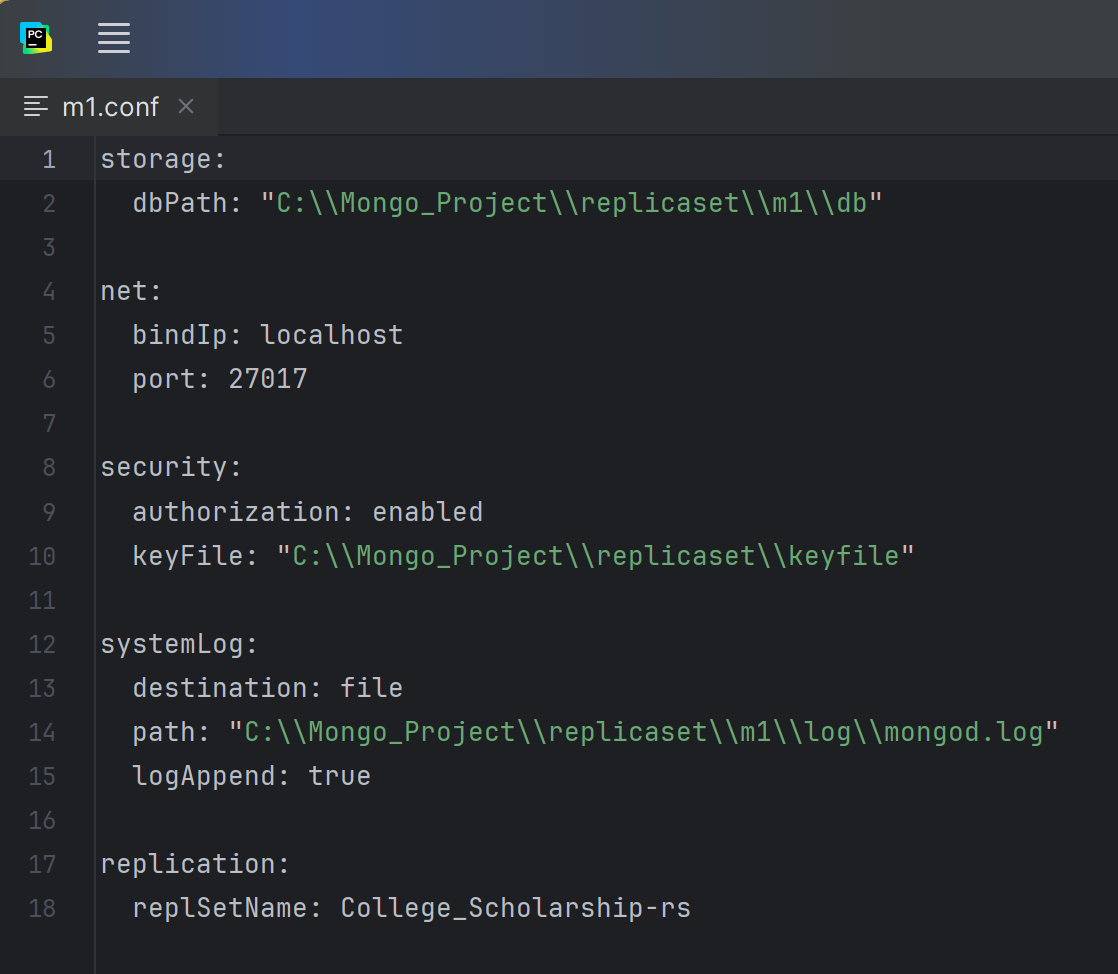 PC
m1.conf
1 storage:
2   dbPath: "C:\\Mongo_Project\\replicaset\\m1\\db"
3
4 net:
5   bindIp: localhost
6   port: 27017
7
8 security:
9   authorization: enabled
10   keyFile: "C:\\Mongo_Project\\replicaset\\keyfile"
11
12 systemLog:
13   destination: file
14   path: "C:\\Mongo_Project\\replicaset\\m1\\log\\mongod.log"
15   logAppend: true
16
17 replication:
18   replSetName: College_Scholarship-rs